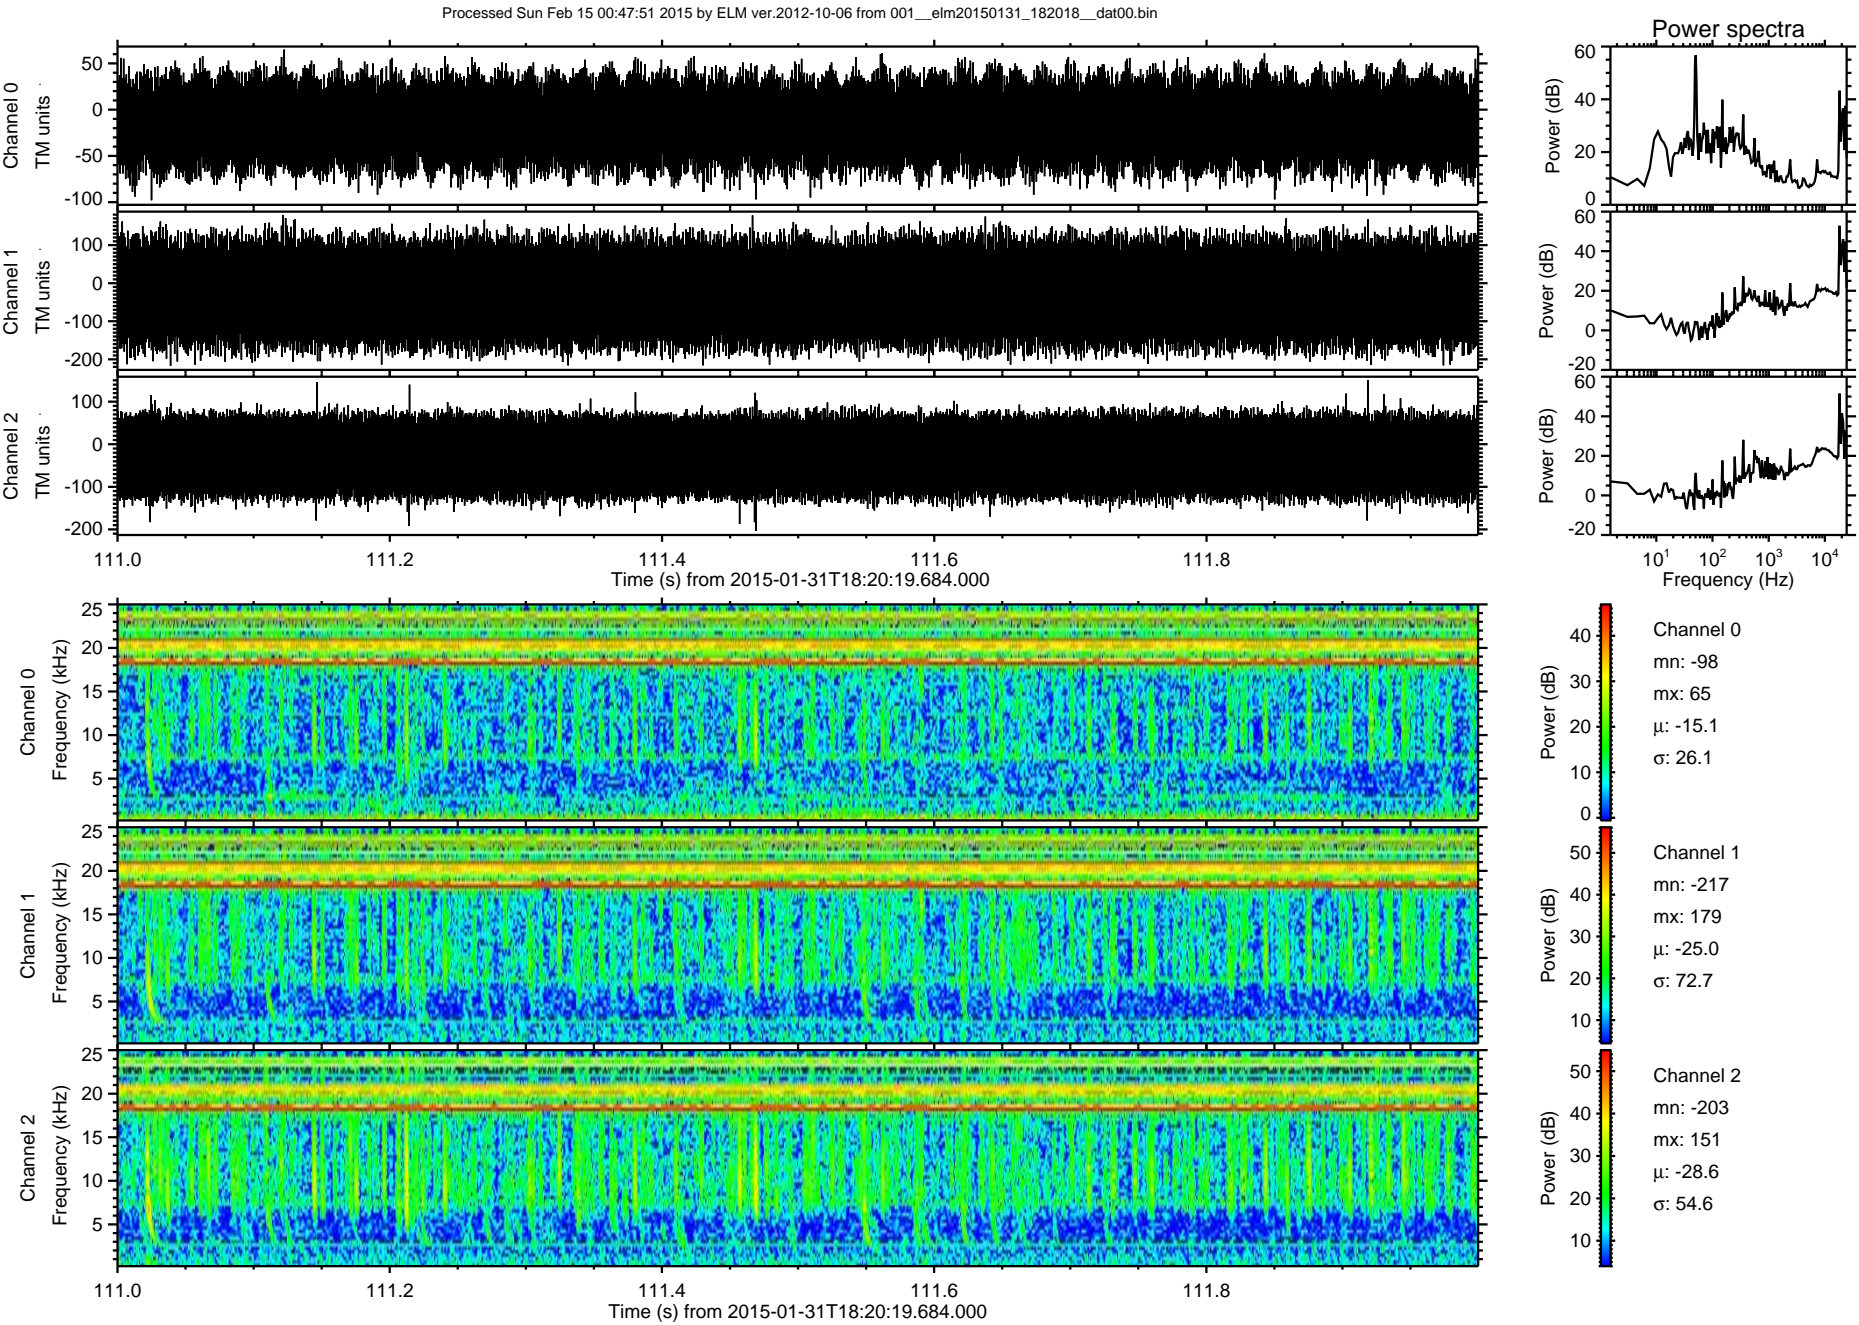 Processed Sun Feb 15 00:47:51 2015 by ELM ver.2012-10-06 from 001__elm20150131_182018__dat00.bin
Power spectra
Channel 0
TM units
50
0
-50
-100
Power (dB)
60
40
20
0
Channel 1
TM units
100
0
-100
-200
Power (dB)
60
40
20
0
-20
Channel 2
TM units
100
0
-100
-200
Power (dB)
60
40
20
0
-20
111.0 111.2 111.4 111.6 111.8
Time (s) from 2015-01-31T18:20:19.684.000
10¹ 10² 10³ 10⁴
Frequency (Hz)
Channel 0
Frequency (kHz)
25
20
15
10
5
Power (dB)
40
30
20
10
0
Channel 0
mn: -98
mx: 65
μ: -15.1
σ: 26.1
Channel 1
Frequency (kHz)
25
20
15
10
5
Power (dB)
50
40
30
20
10
Channel 1
mn: -217
mx: 179
μ: -25.0
σ: 72.7
Channel 2
Frequency (kHz)
25
20
15
10
5
Power (dB)
50
40
30
20
10
Channel 2
mn: -203
mx: 151
μ: -28.6
σ: 54.6
111.0 111.2 111.4 111.6 111.8
Time (s) from 2015-01-31T18:20:19.684.000